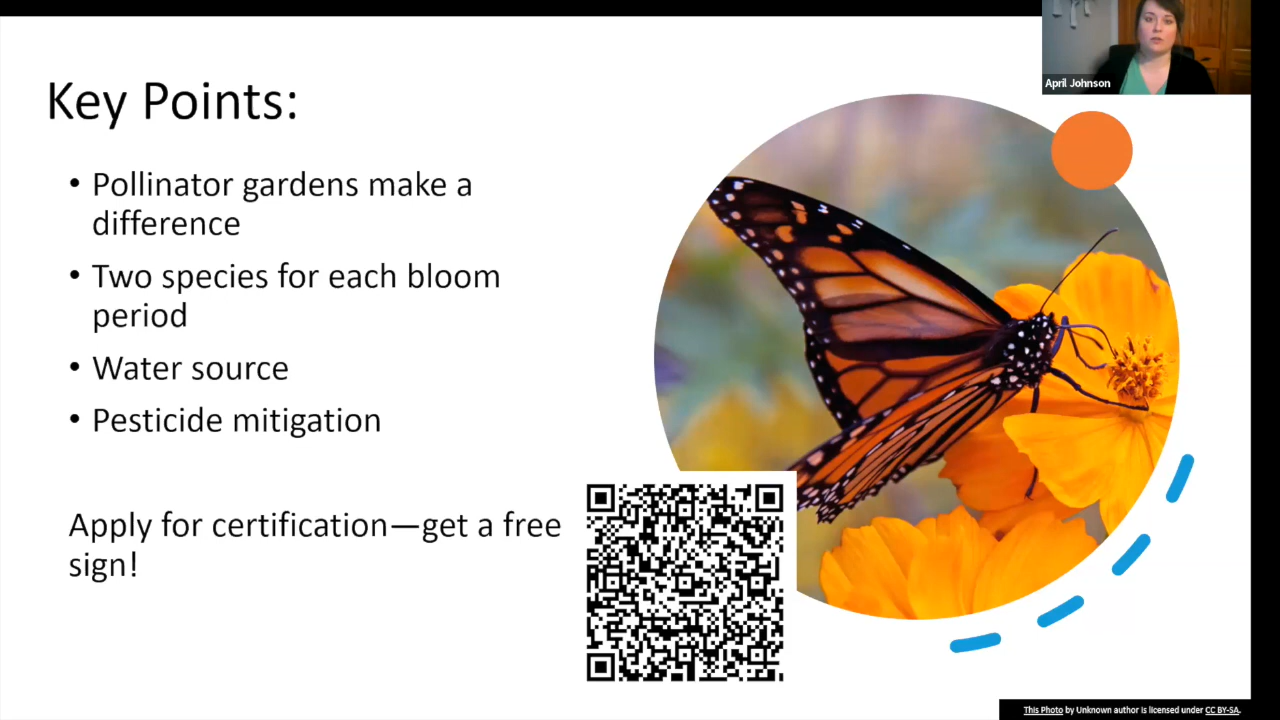 April Johnson
Key Points:
• Pollinator gardens make a
difference
• Two species for each bloom
period
• Water source
• Pesticide mitigation
Apply for certification—get a free
sign!
This Photo by Unknown author is licensed under CC BY-SA.